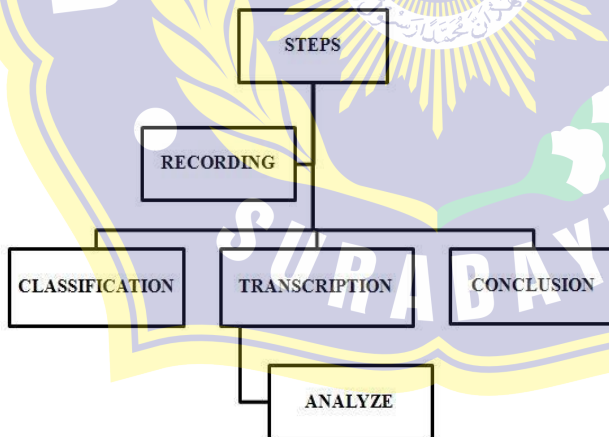 STEPS
RECORDING
CLASSIFICATION TRANSCRIPTION CONCLUSION
ANALYZE
SURABAY